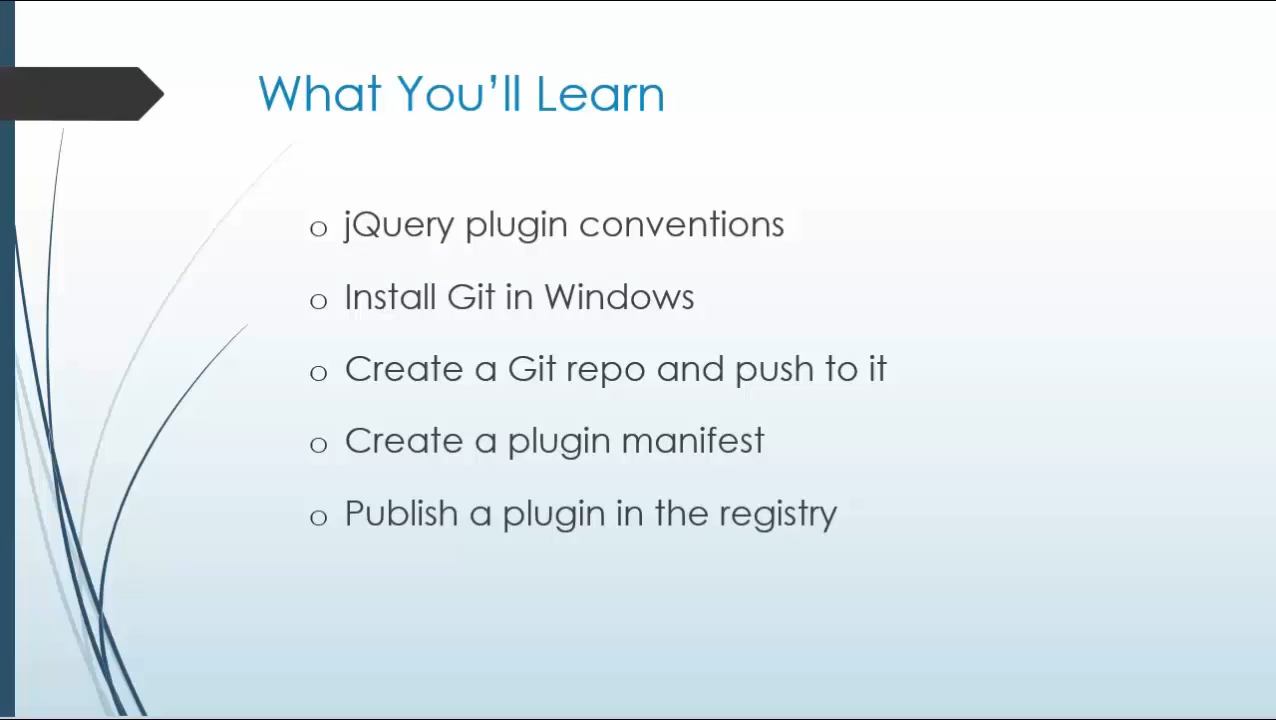 What You’ll Learn
o jQuery plugin conventions
o Install Git in Windows
o Create a Git repo and push to it
o Create a plugin manifest
o Publish a plugin in the registry